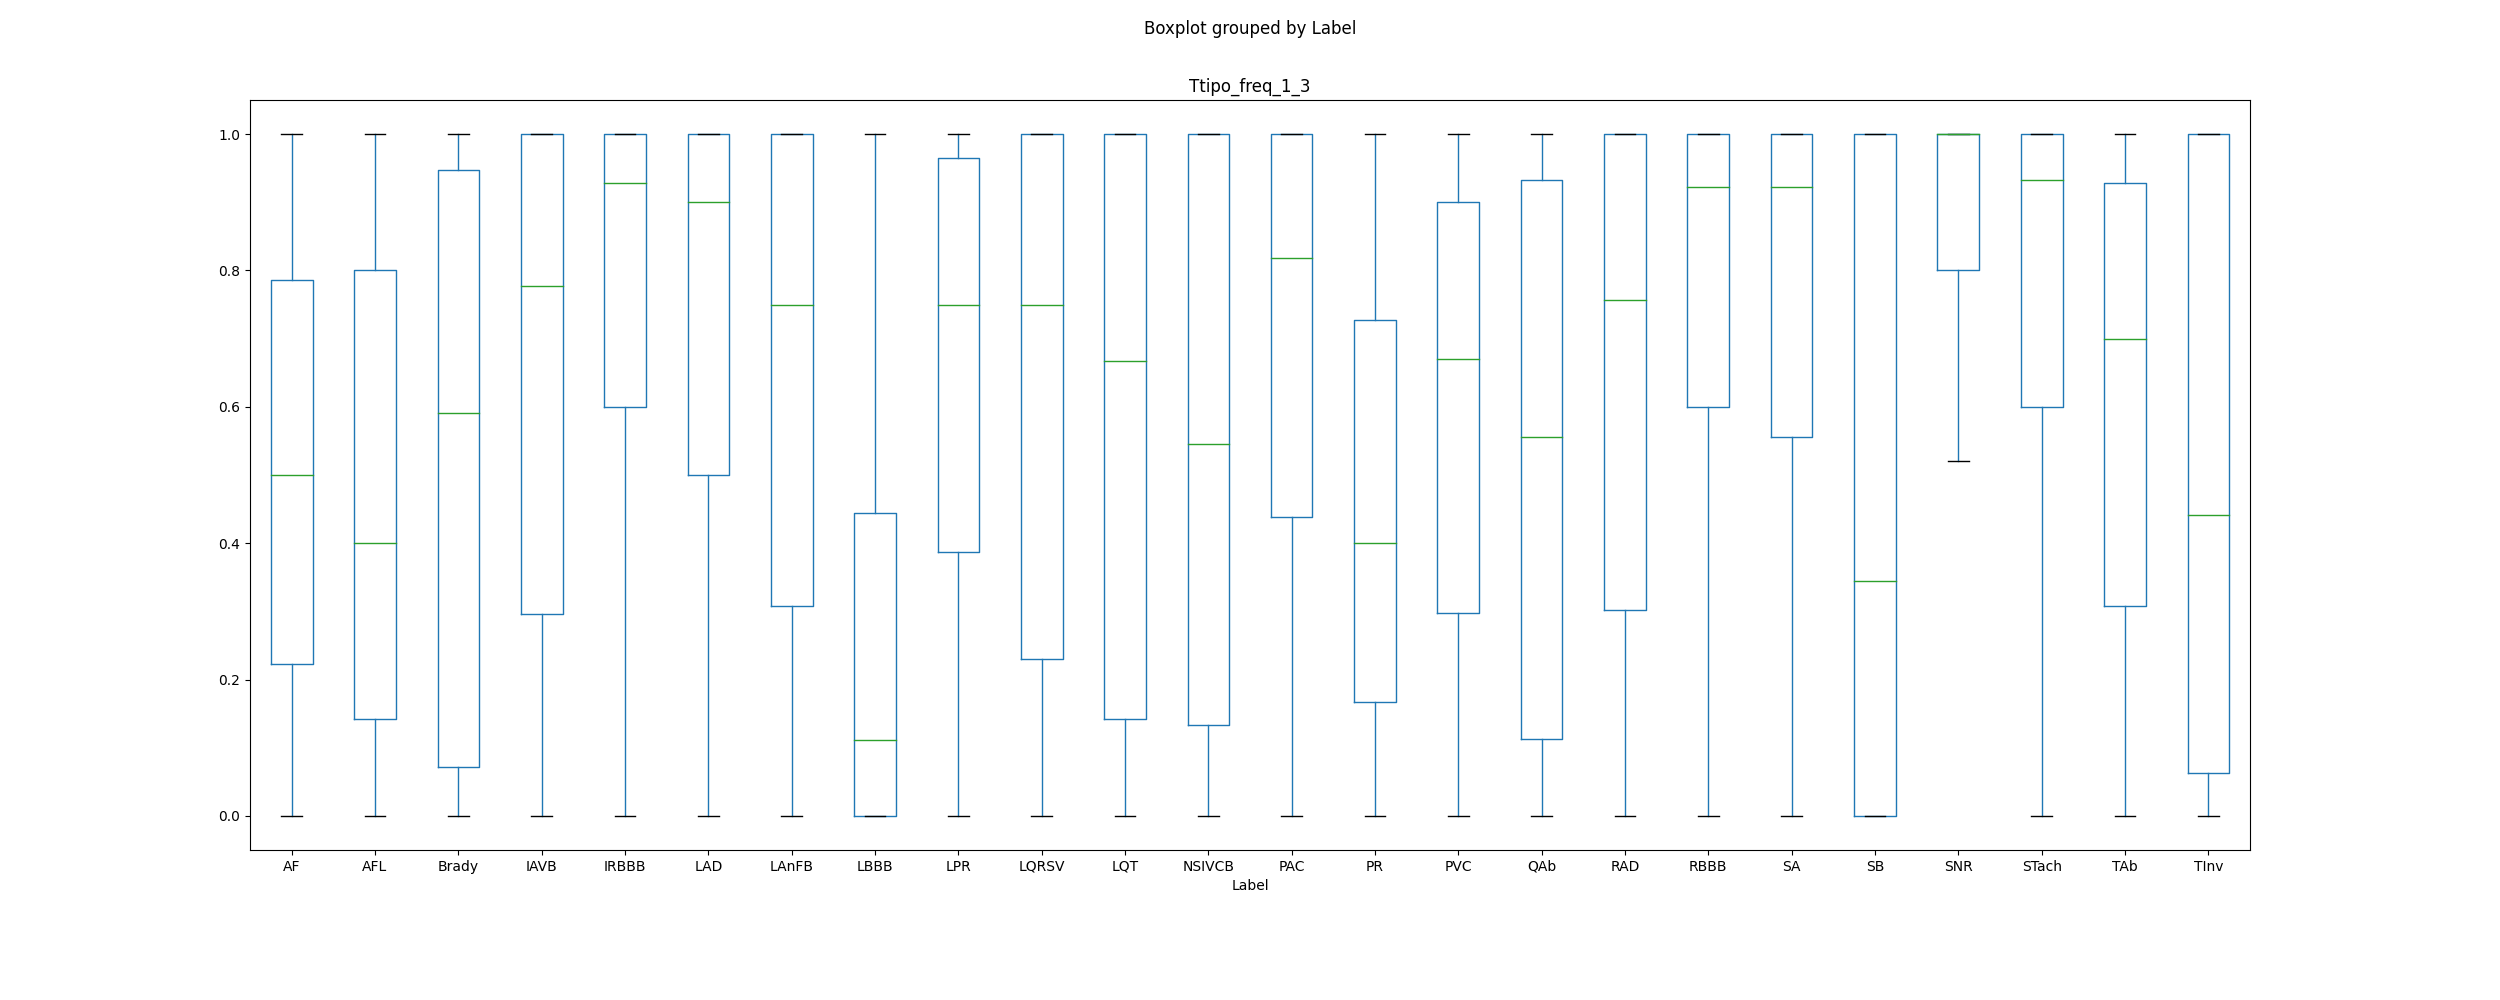 Boxplot grouped by Label
Ttipo_freq_1_3
1.0
0.8
0.6
0.4
0.2
0.0
AF AFL Brady IAVB IRBBB LAD LAnFB LBBB LPR LQRSV LQT NSIVCB PAC PR PVC QAb RAD RBBB SA SB SNR STach TAb TInv
Label